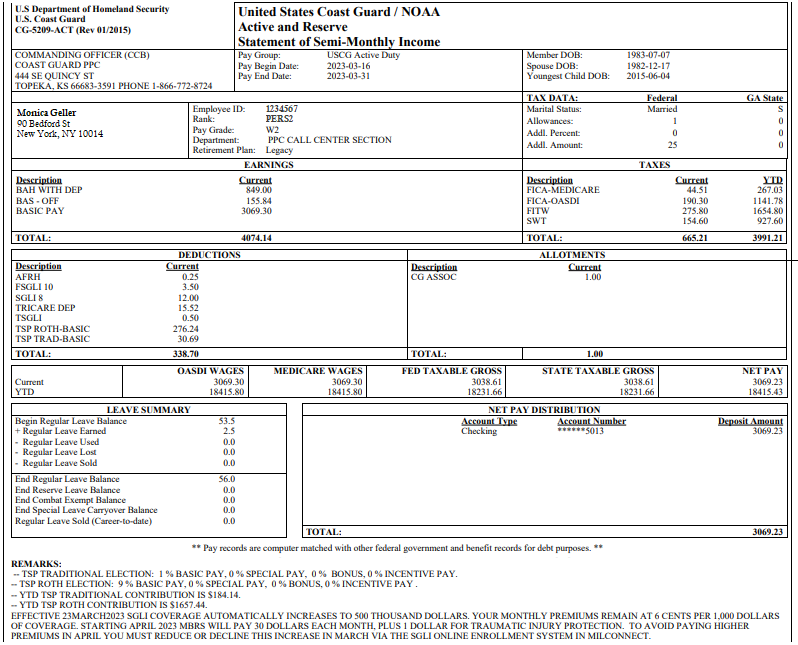 U.S Department of Homeland Security
U.S. Coast Guard
CG-5209-ACT (Rev 01/2015)
United States Coast Guard / NOAA
Active and Reserve
Statement of Semi-Monthly Income
COMMANDING OFFICER (CCB)
COAST GUARD PPC
444 SE QUINCY ST
TOPEKA, KS 66683-3591 PHONE 1-866-772-8724
Pay Group: USCG Active Duty
Pay Begin Date: 2023-03-16
Pay End Date: 2023-03-31
Member DOB: 1983-07-07
Spouse DOB: 1982-12-17
Youngest Child DOB: 2015-06-04
Monica Geller
90 Bedford St
New York, NY 10014
Employee ID: 1234567
Rank: PERS2
Pay Grade: W2
Department: PPC CALL CENTER SECTION
Retirement Plan: Legacy
TAX DATA: Federal GA State
Marital Status: Married S
Allowances: 1 0
Addl. Percent: 0 0
Addl. Amount: 25 0
EARNINGS
Description Current
BAH WITH DEP 849.00
BAS - OFF 155.84
BASIC PAY 3069.30
TOTAL: 4074.14
TAXES
Description Current YTD
FICA-MEDICARE 44.51 267.03
FICA-OASDI 190.30 1141.78
FITW 275.80 1654.80
SWT 154.60 927.60
TOTAL: 665.21 3991.21
DEDUCTIONS
Description Current
AFRH 0.25
FSGLI 10 3.50
SGLI 8 12.00
TRICARE DEP 15.52
TSGLI 0.50
TSP ROTH-BASIC 276.24
TSP TRAD-BASIC 30.69
TOTAL: 338.70
ALLOTMENTS
Description Current
CG ASSOC 1.00
TOTAL: 1.00
OASDI WAGES MEDICARE WAGES FED TAXABLE GROSS STATE TAXABLE GROSS NET PAY
Current 3069.30 3069.30 3038.61 3038.61 3069.23
YTD 18415.80 18415.80 18231.66 18231.66 18415.43
LEAVE SUMMARY
Begin Regular Leave Balance 53.5
+ Regular Leave Earned 2.5
- Regular Leave Used 0.0
- Regular Leave Lost 0.0
- Regular Leave Sold 0.0
End Regular Leave Balance 56.0
End Reserve Leave Balance 0.0
End Combat Exempt Balance 0.0
End Special Leave Carryover Balance 0.0
Regular Leave Sold (Career-to-date) 0.0
NET PAY DISTRIBUTION
Account Type Account Number Deposit Amount
Checking ******5013 3069.23
TOTAL: 3069.23
** Pay records are computer matched with other federal government and benefit records for debt purposes. **
REMARKS:
-- TSP TRADITIONAL ELECTION: 1 % BASIC PAY, 0 % SPECIAL PAY, 0 % BONUS, 0 % INCENTIVE PAY.
-- TSP ROTH ELECTION: 9 % BASIC PAY, 0 % SPECIAL PAY, 0 % BONUS, 0 % INCENTIVE PAY .
-- YTD TSP TRADITIONAL CONTRIBUTION IS $184.14.
-- YTD TSP ROTH CONTRIBUTION IS $1657.44.
EFFECTIVE 23MARCH2023 SGLI COVERAGE AUTOMATICALLY INCREASES TO 500 THOUSAND DOLLARS. YOUR MONTHLY PREMIUMS REMAIN AT 6 CENTS PER 1,000 DOLLARS
OF COVERAGE. STARTING APRIL 2023 MBRS WILL PAY 30 DOLLARS EACH MONTH, PLUS 1 DOLLAR FOR TRAUMATIC INJURY PROTECTION. TO AVOID PAYING HIGHER
PREMIUMS IN APRIL YOU MUST REDUCE OR DECLINE THIS INCREASE IN MARCH VIA THE SGLI ONLINE ENROLLMENT SYSTEM IN MILCONNECT.